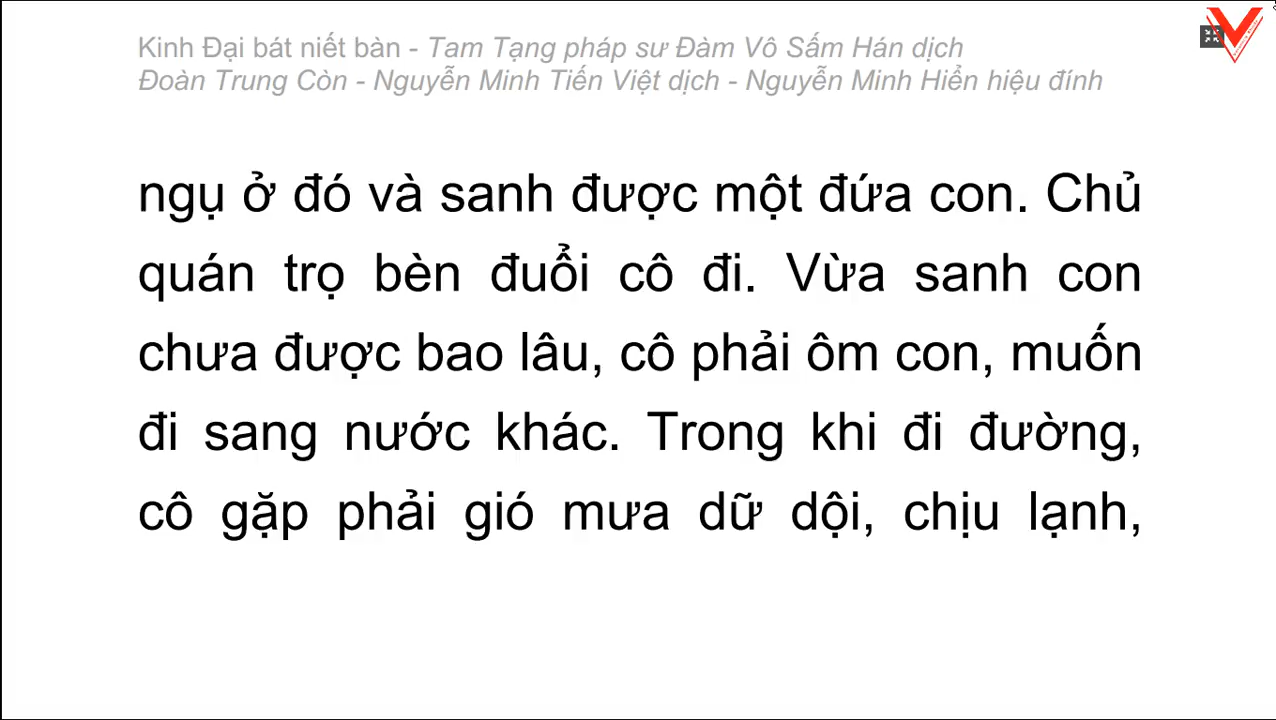 Kinh Đại bát niết bàn - Tam Tạng pháp sư Đàm Vô Sấm Hán dịch
Đoàn Trung Còn - Nguyễn Minh Tiến Việt dịch - Nguyễn Minh Hiển hiệu đính
ngụ ở đó và sanh được một đứa con. Chủ
quán trọ bèn đuổi cô đi. Vừa sanh con
chưa được bao lâu, cô phải ôm con, muốn
đi sang nước khác. Trong khi đi đường,
cô gặp phải gió mưa dữ dội, chịu lạnh,